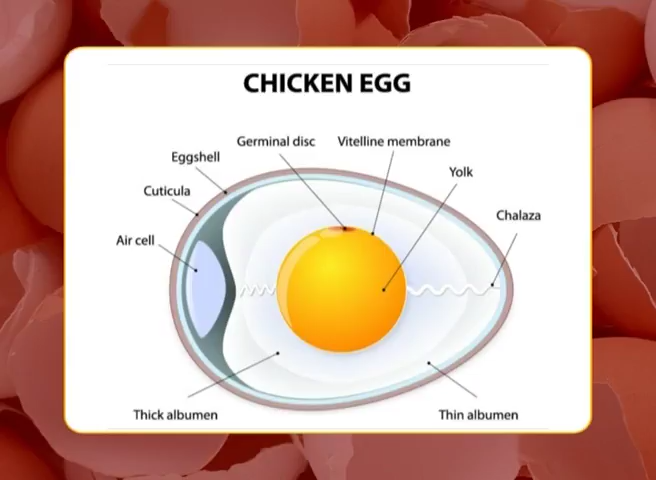 CHICKEN EGG
Germinal disc
Vitelline membrane
Eggshell
Yolk
Cuticula
Chalaza
Air cell
Thick albumen
Thin albumen